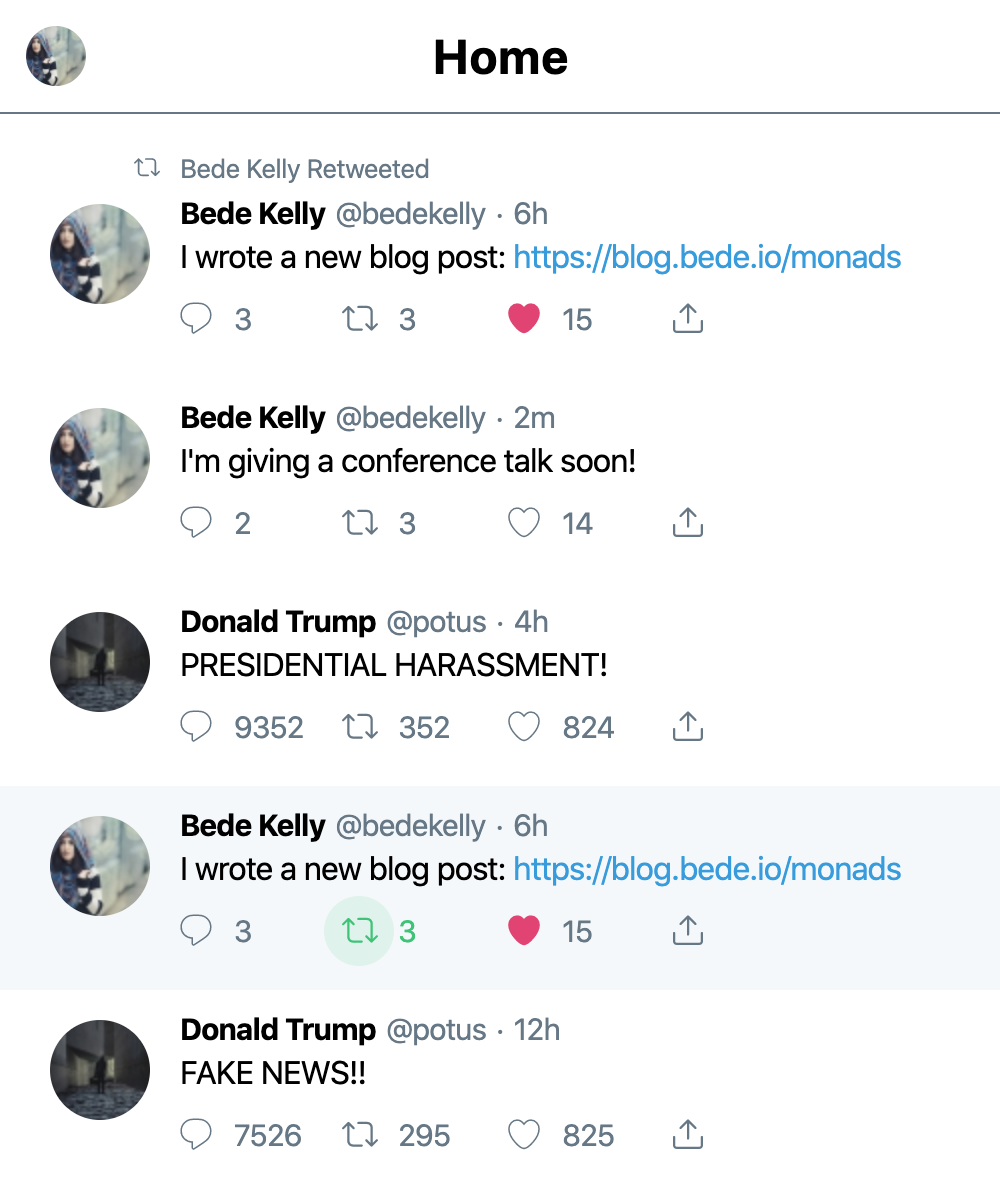 Home
Bede Kelly Retweeted
Bede Kelly @bedekelly · 6h
I wrote a new blog post: https://blog.bede.io/monads
3 3 15
Bede Kelly @bedekelly · 2m
I'm giving a conference talk soon!
2 3 14
Donald Trump @potus · 4h
PRESIDENTIAL HARASSMENT!
9352 352 824
Bede Kelly @bedekelly · 6h
I wrote a new blog post: https://blog.bede.io/monads
3 3 15
Donald Trump @potus · 12h
FAKE NEWS!!
7526 295 825